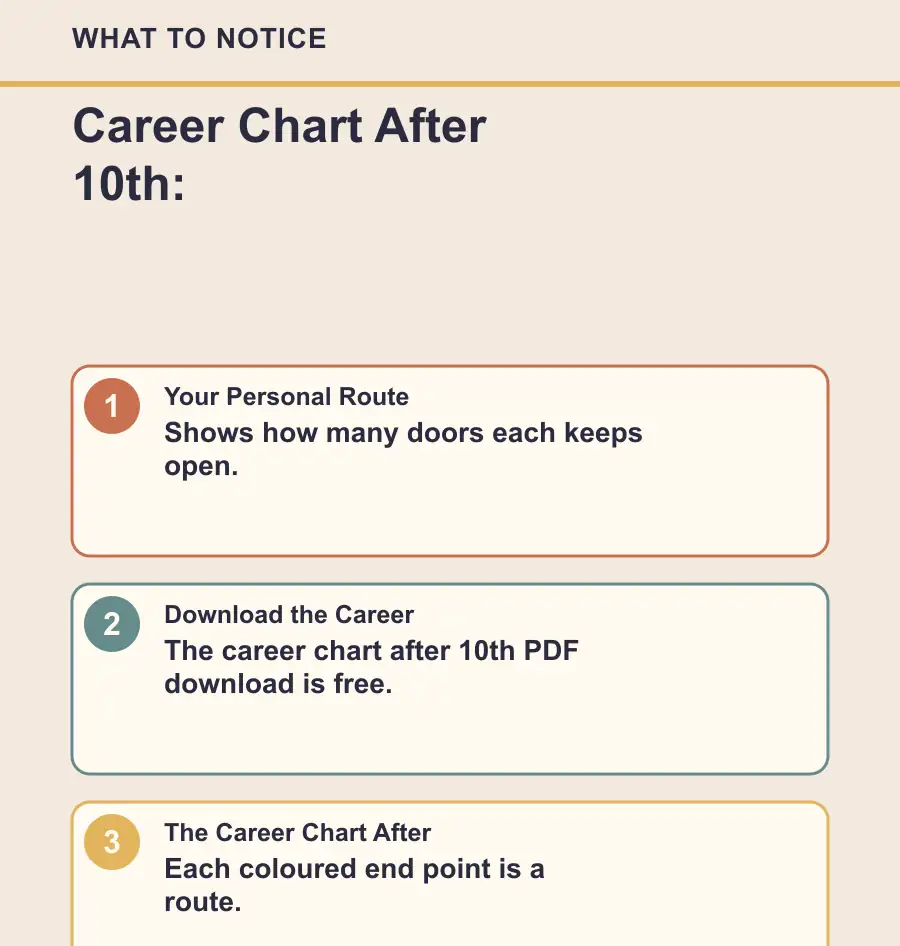 WHAT TO NOTICE
Career Chart After
10th:
1
Your Personal Route
Shows how many doors each keeps
open.
2
Download the Career
The career chart after 10th PDF
download is free.
3
The Career Chart After
Each coloured end point is a
route.